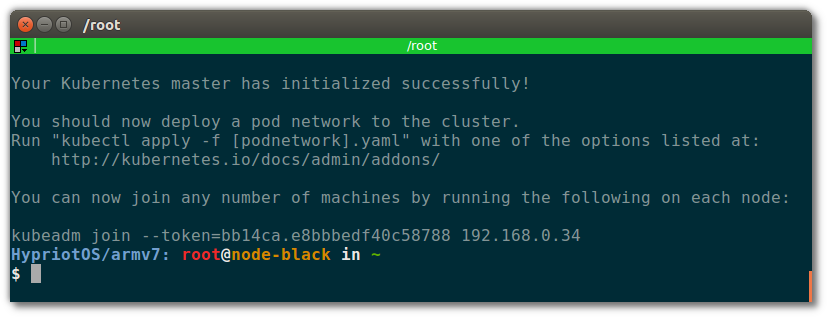 /root
/root
Your Kubernetes master has initialized successfully!
You should now deploy a pod network to the cluster.
Run "kubectl apply -f [podnetwork].yaml" with one of the options listed at:
http://kubernetes.io/docs/admin/addons/
You can now join any number of machines by running the following on each node:
kubeadm join --token=bb14ca.e8bbbedf40c58788 192.168.0.34
HypriotOS/armv7: root@node-black in ~
$